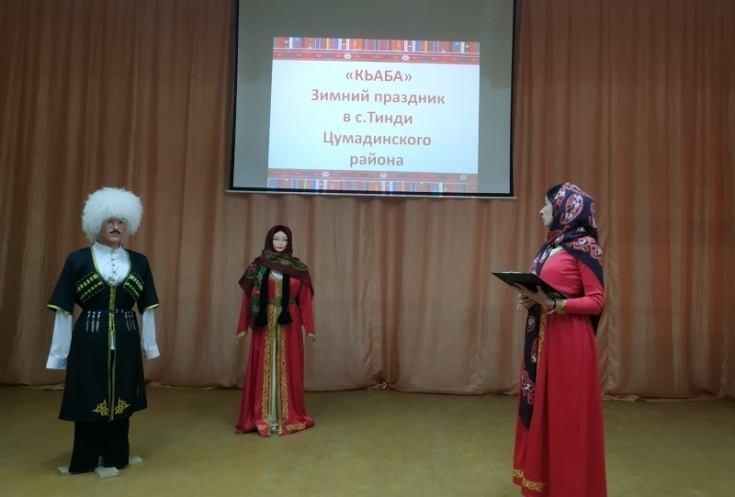 «КЬАБА»
Зимний праздник
в с.Тинди
Цумадинского
района